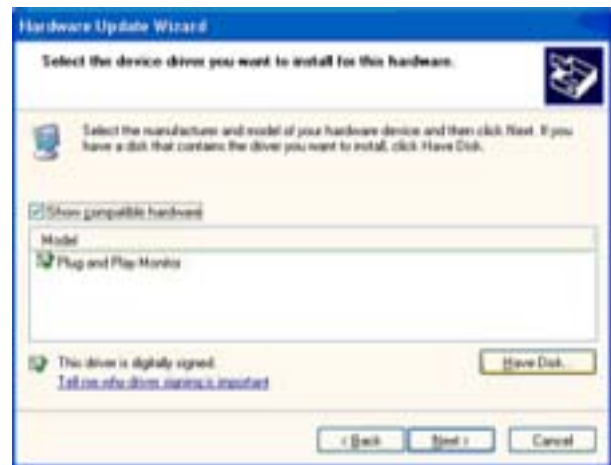 Hardware Update Wizard
Select the device driver you want to install for this hardware.
Select the manufacturer and model of your hardware device and then click Next. If you
have a disk that contains the driver you want to install, click Have Disk.
Show compatible hardware
Model
Plug and Play Monitor
This driver is digitally signed.
Have Disk...
Tell me why driver signing is important
< Back
Next >
Cancel